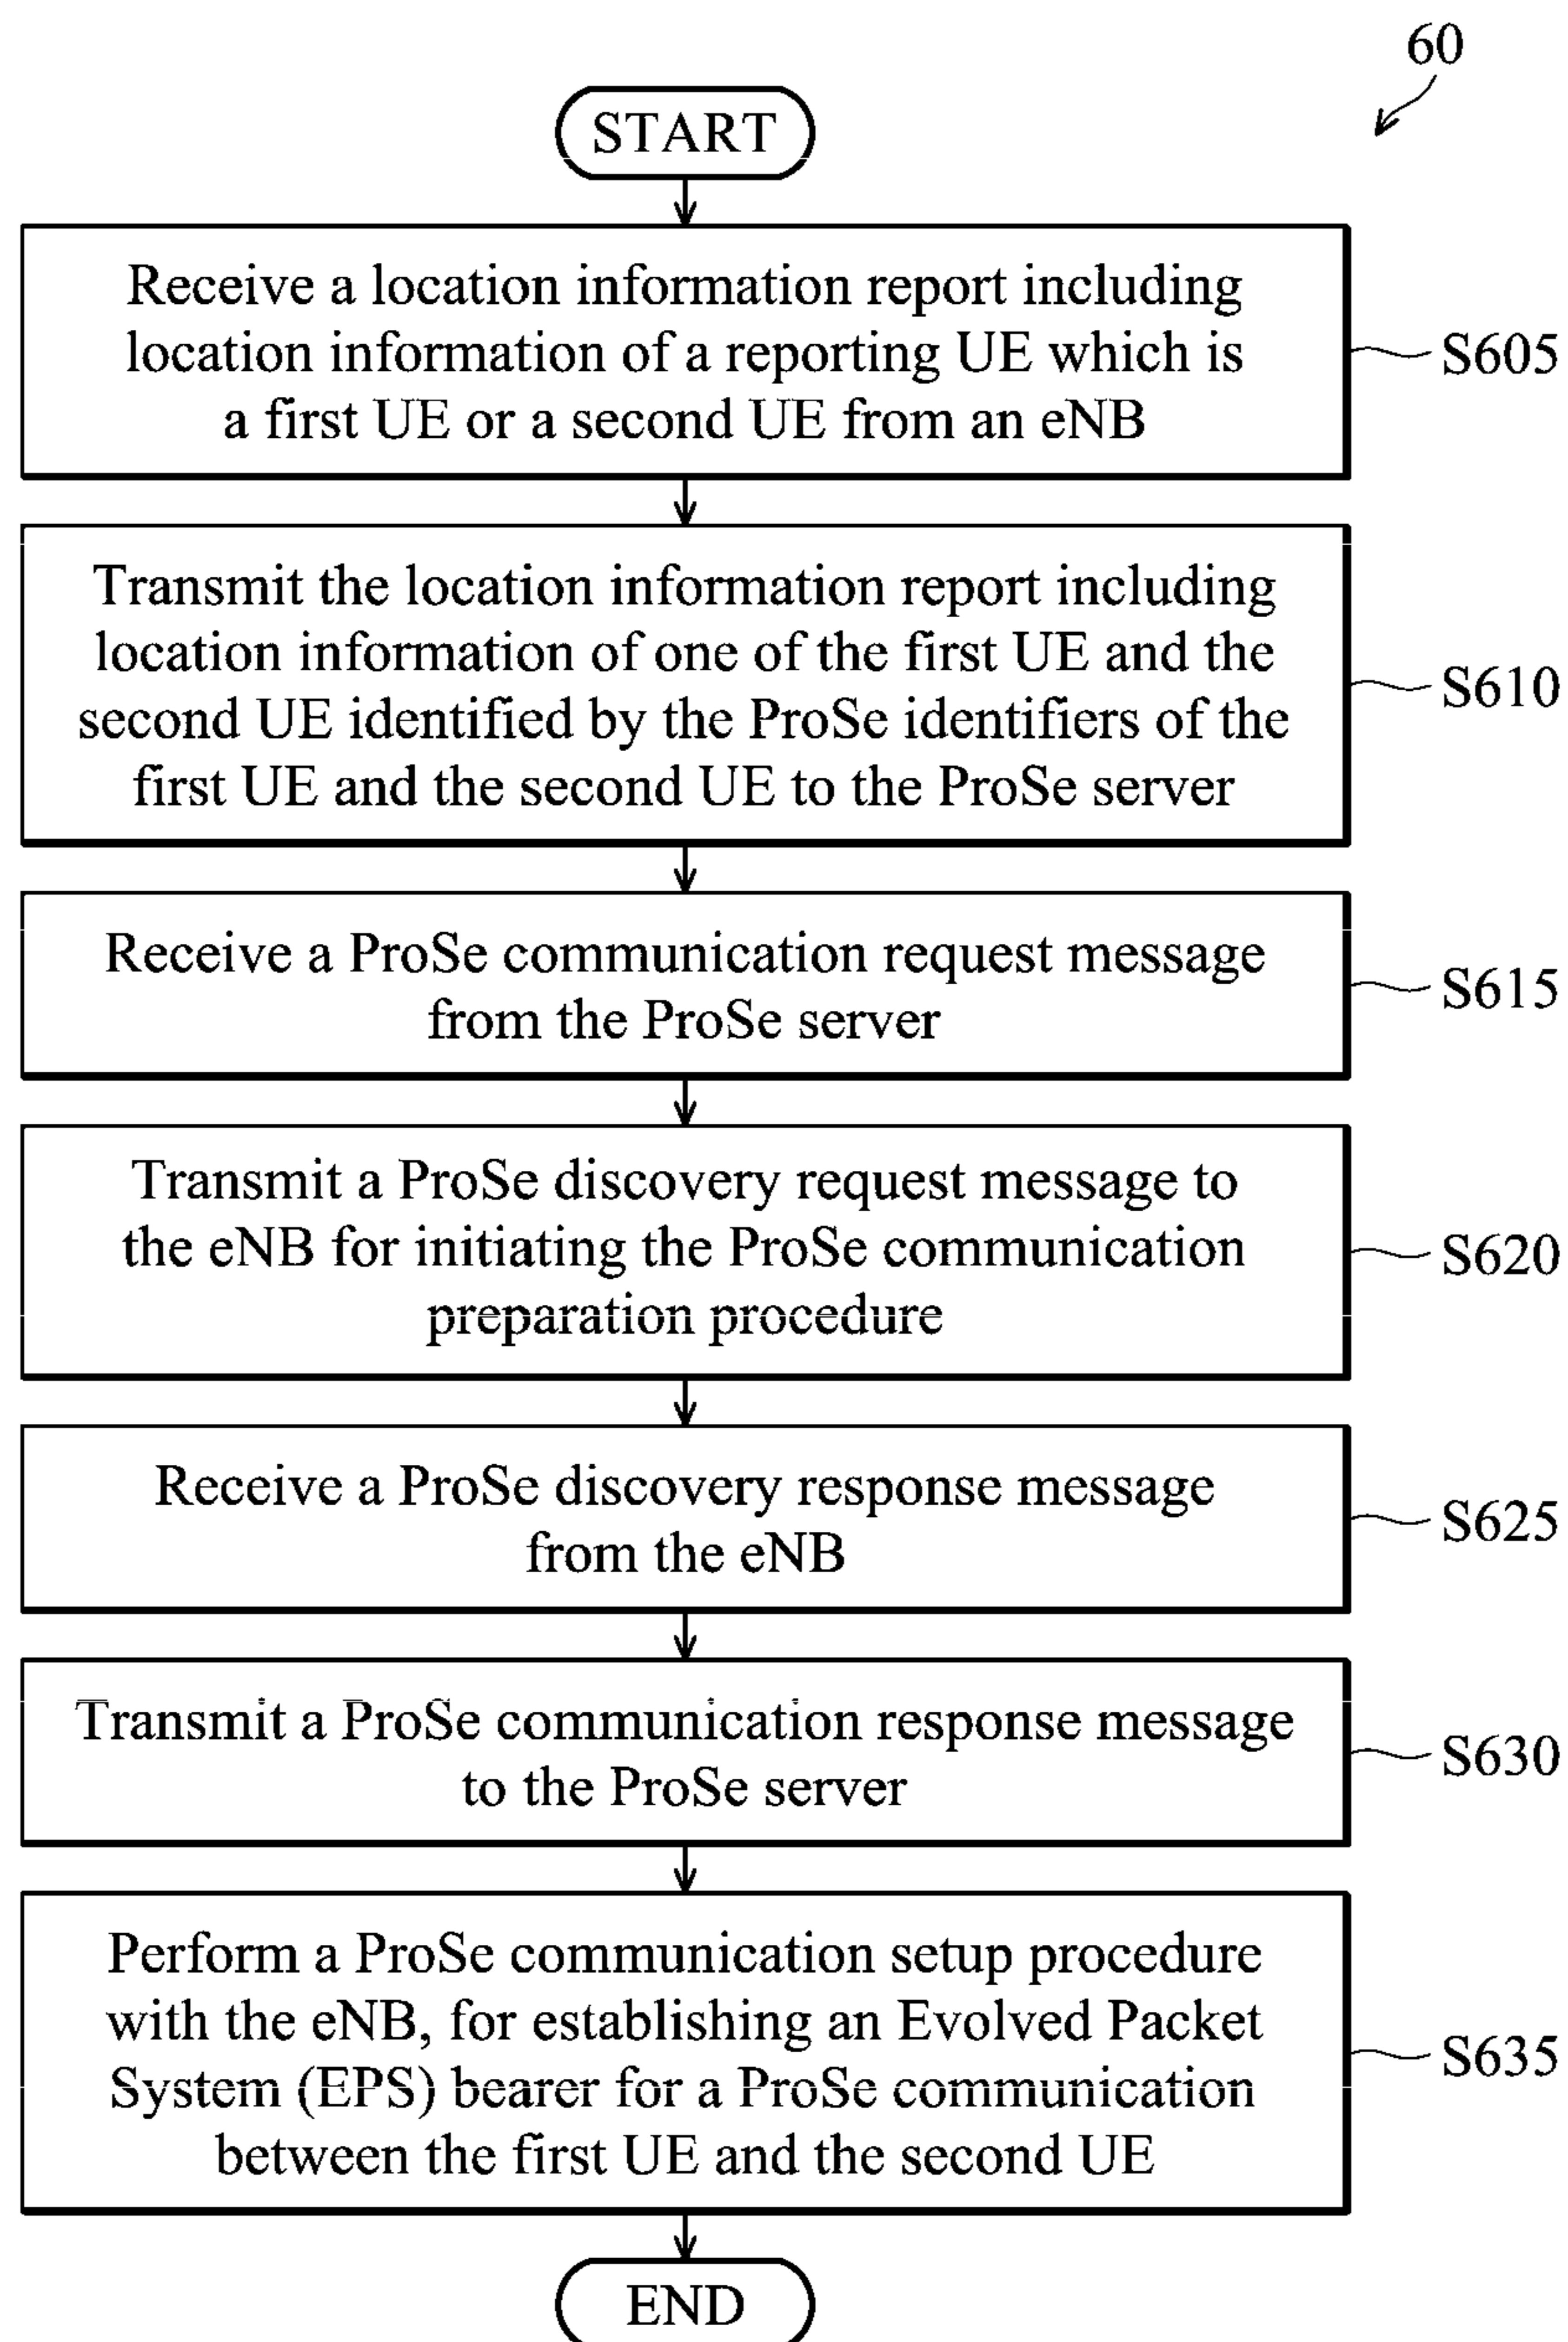 60
START
Receive a location information report including
location information of a reporting UE which is
a first UE or a second UE from an eNB
S605
Transmit the location information report including
location information of one of the first UE and the
second UE identified by the ProSe identifiers of the
first UE and the second UE to the ProSe server
S610
Receive a ProSe communication request message
from the ProSe server
S615
Transmit a ProSe discovery request message to
the eNB for initiating the ProSe communication
preparation procedure
S620
Receive a ProSe discovery response message
from the eNB
S625
Transmit a ProSe communication response message
to the ProSe server
S630
Perform a ProSe communication setup procedure
with the eNB, for establishing an Evolved Packet
System (EPS) bearer for a ProSe communication
between the first UE and the second UE
S635
END